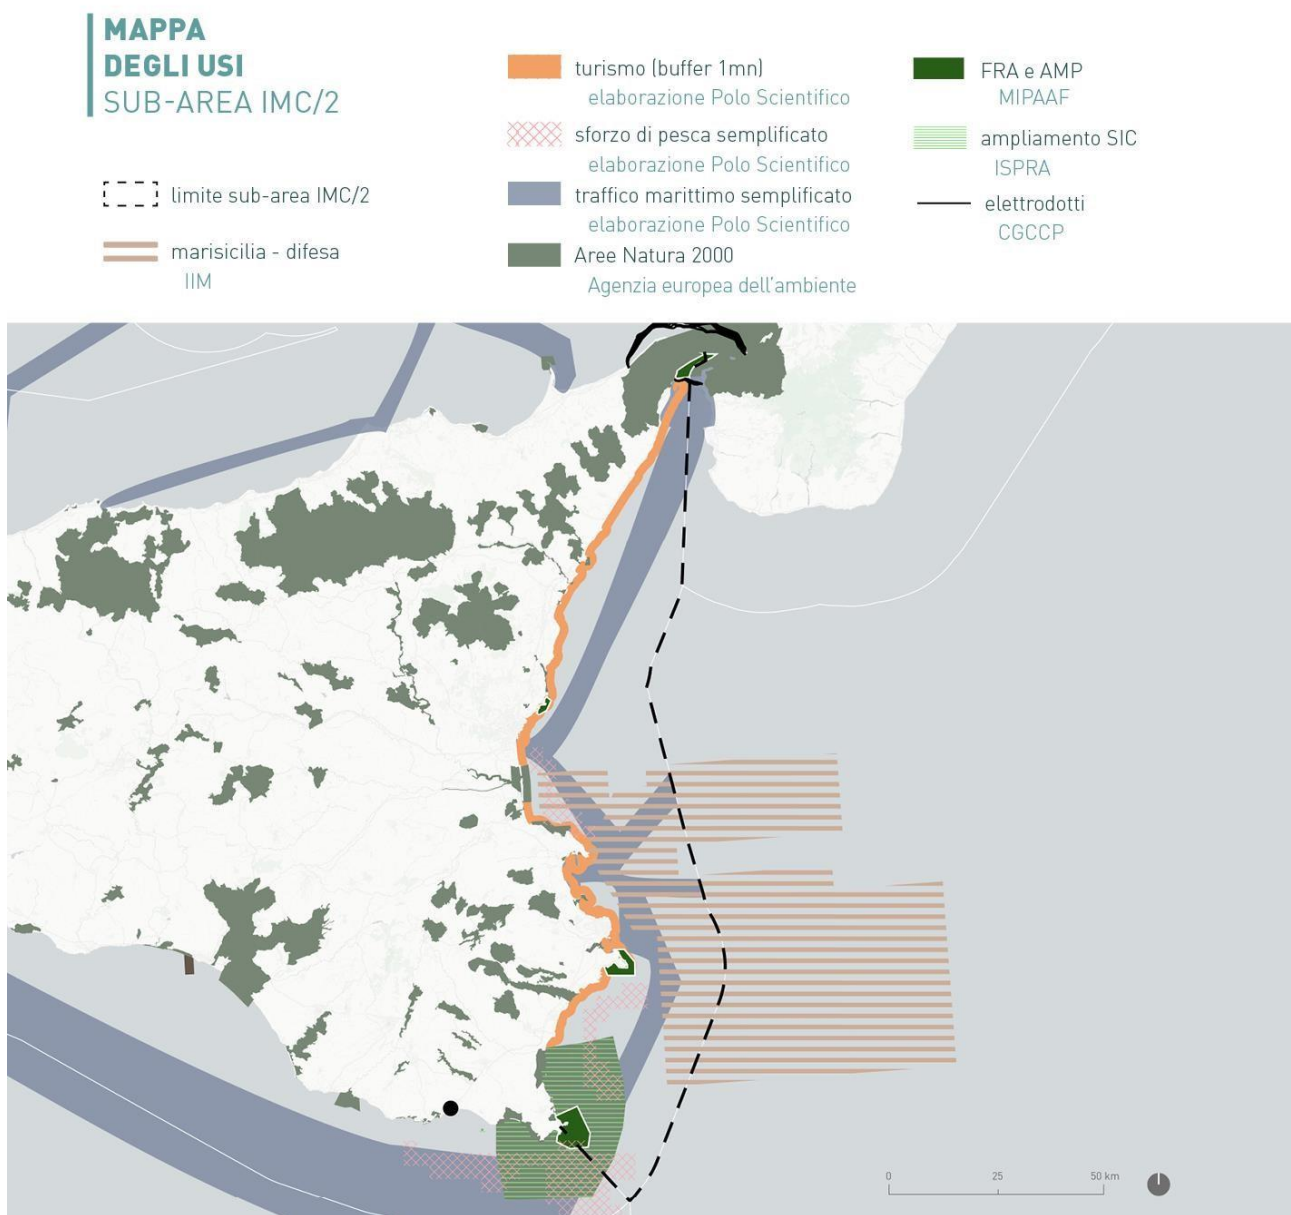 MAPPA
DEGLI USI
SUB-AREA IMC/2
limite sub-area IMC/2
marisicilia - difesa
IIM
turismo (buffer 1mn)
elaborazione Polo Scientifico
sforzo di pesca semplificato
elaborazione Polo Scientifico
traffico marittimo semplificato
elaborazione Polo Scientifico
Aree Natura 2000
Agenzia europea dell'ambiente
FRA e AMP
MIPAAF
ampliamento SIC
ISPRA
elettrodotti
CGCCP
0 25 50 km